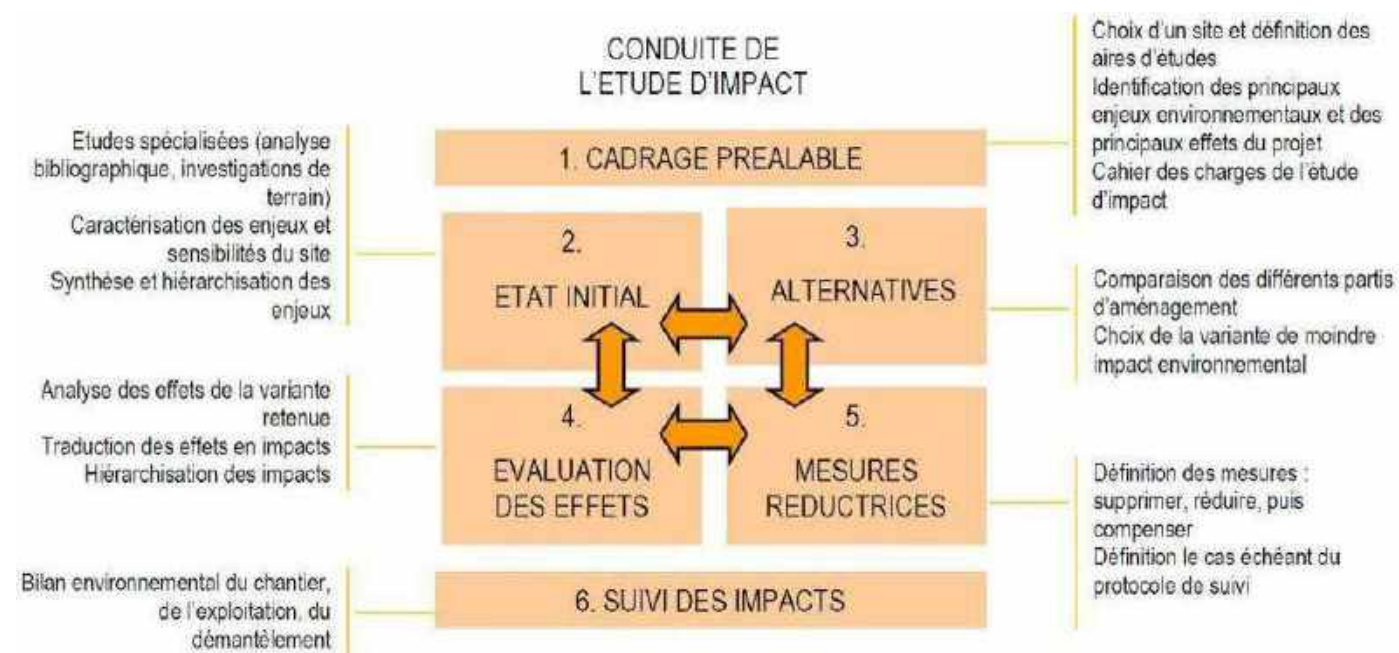 CONDUITE DE
L'ETUDE D'IMPACT
1. CADRAGE PREALABLE
Choix d'un site et définition des
aires d'études
Identification des principaux
enjeux environnementaux et des
principaux effets du projet
Cahier des charges de l'étude
d'impact
Etudes spécialisées (analyse
bibliographique, investigations de
terrain)
Caractérisation des enjeux et
sensibilités du site
Synthèse et hiérarchisation des
enjeux
2.
ETAT INITIAL
3.
ALTERNATIVES
Comparaison des différents partis
d'aménagement
Choix de la variante de moindre
impact environnemental
Analyse des effets de la variante
retenue
Traduction des effets en impacts
Hiérarchisation des impacts
4.
EVALUATION
DES EFFETS
5.
MESURES
REDUCTRICES
Définition des mesures :
supprimer, réduire, puis
compenser
Définition le cas échéant du
protocole de suivi
Bilan environnemental du chantier,
de l'exploitation, du
démantèlement
6. SUIVI DES IMPACTS